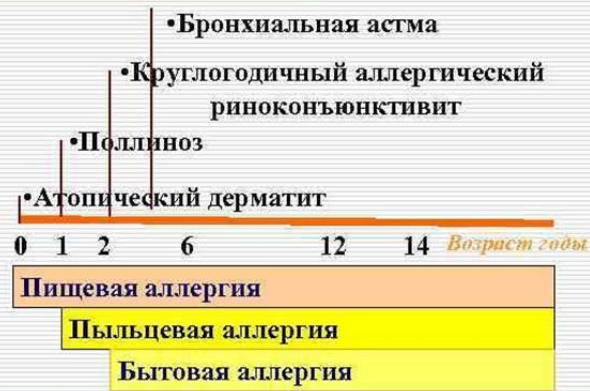 •Бронхиальная астма
•Круглогодичный аллергический
риноконъюнктивит
•Поллиноз
•Атопический дерматит
0 1 2 6 12 14 Возраст годы
Пищевая аллергия
Пыльцевая аллергия
Бытовая аллергия